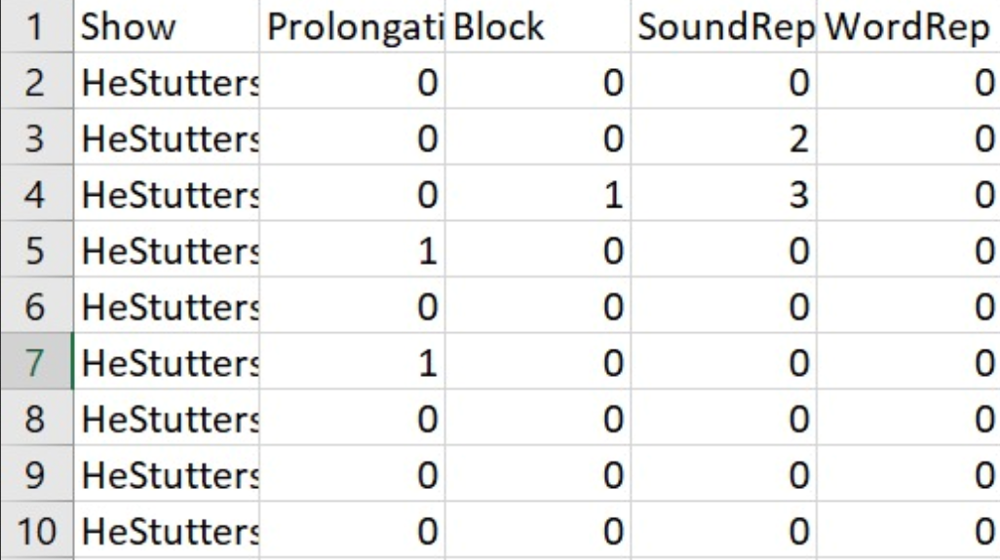 1 Show Prolongati Block SoundRep WordRep
2 HeStutters 0 0 0 0
3 HeStutters 0 0 2 0
4 HeStutters 0 1 3 0
5 HeStutters 1 0 0 0
6 HeStutters 0 0 0 0
7 HeStutters 1 0 0 0
8 HeStutters 0 0 0 0
9 HeStutters 0 0 0 0
10 HeStutters 0 0 0 0